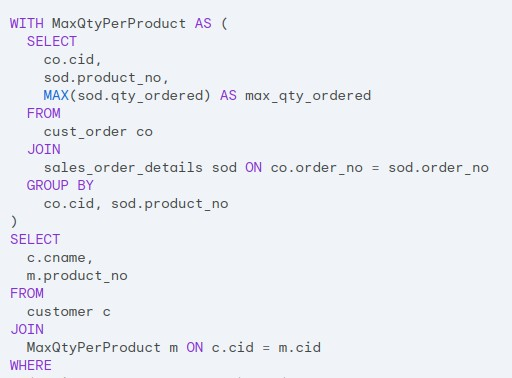 WITH MaxQtyPerProduct AS (
SELECT
co.cid,
sod.product_no,
MAX(sod.qty_ordered) AS max_qty_ordered
FROM
cust_order co
JOIN
sales_order_details sod ON co.order_no = sod.order_no
GROUP BY
co.cid, sod.product_no
)
SELECT
c.cname,
m.product_no
FROM
customer c
JOIN
MaxQtyPerProduct m ON c.cid = m.cid
WHERE